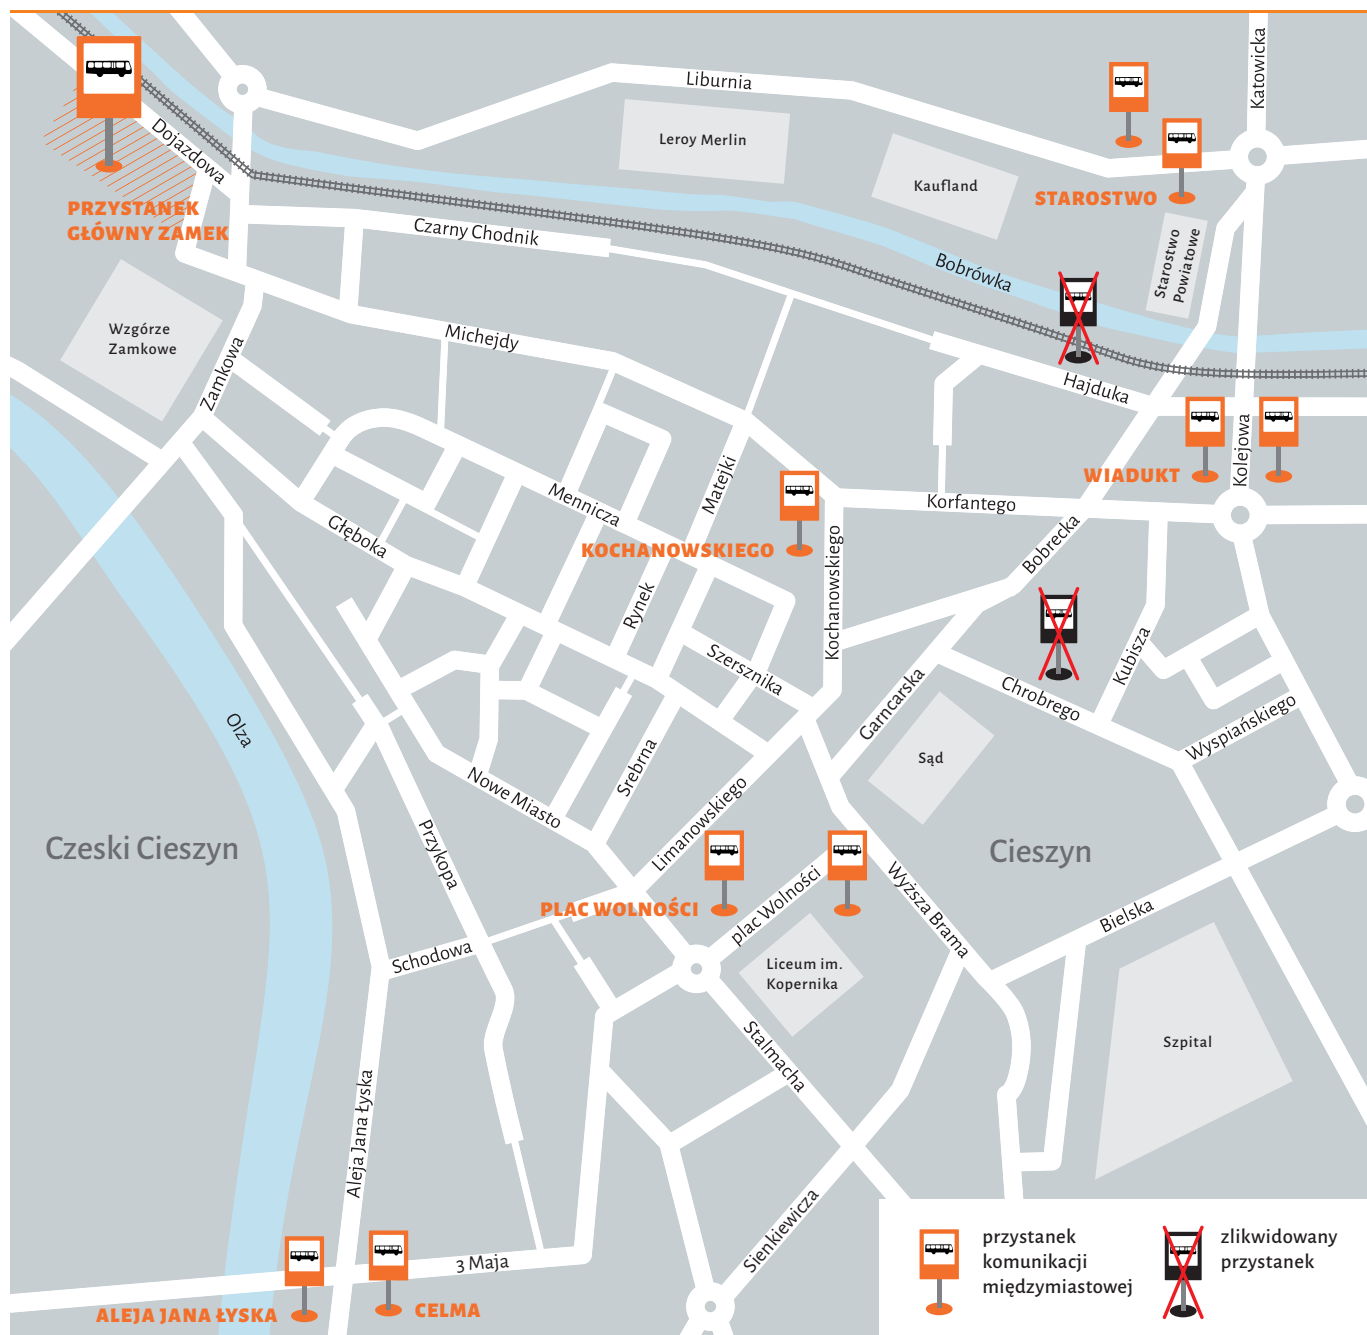 Liburnia
Katowicka
Leroy Merlin
Kaufland
Dojazdowa
STAROSTWO
PRZYSTANEK
GŁÓWNY ZAMEK
Czarny Chodnik
Starostwo
Powiatowe
Bobrówka
Wzgórze
Zamkowe
Michejdy
Zamkowa
Hajduka
Kolejowa
WIADUKT
Matejki
Mennicza
Korfantego
Głęboka
KOCHANOWSKIEGO
Kochanowskiego
Bobrecka
Rynek
Szersznika
Kubisza
Chrobrego
Garncarska
Wyspiańskiego
Olza
Sąd
Srebrna
Nowe Miasto
Limanowskiego
Przykopa
Czeski Cieszyn
Cieszyn
Wyższa Brama
plac Wolności
PLAC WOLNOŚCI
Bielska
Schodowa
Liceum im.
Kopernika
Stalmacha
Szpital
Aleja Jana Łyska
Sienkiewicza
3 Maja
ALEJA JANA ŁYSKA
CELMA
przystanek
komunikacji
międzymiastowej
zlikwidowany
przystanek